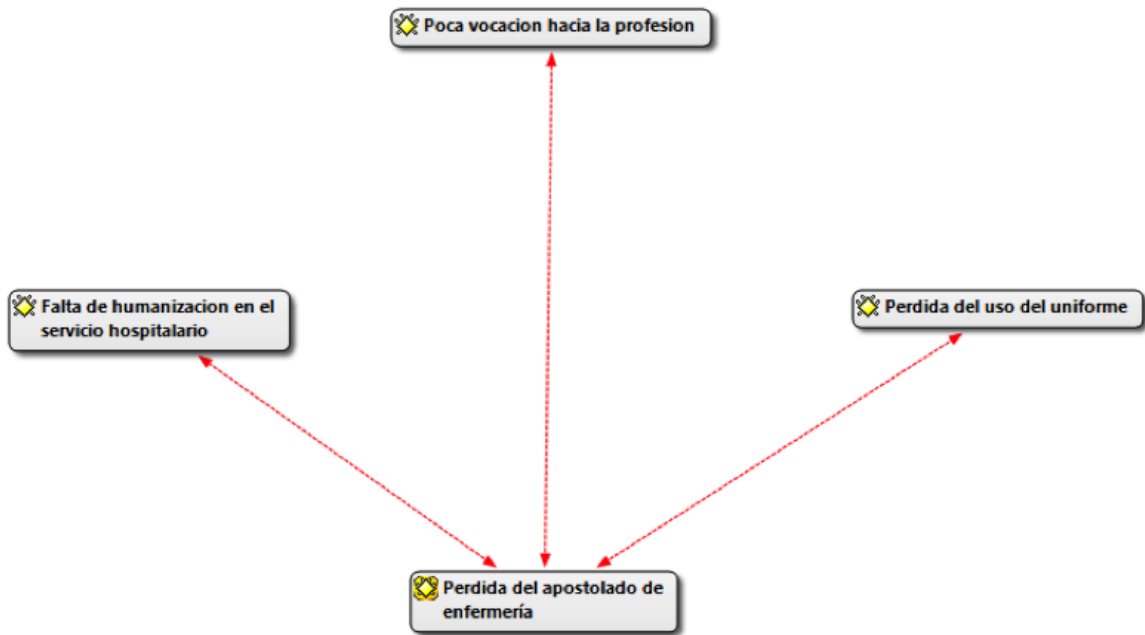 Poca vocacion hacia la profesion
Falta de humanizacion en el
servicio hospitalario
Perdida del uso del uniforme
Perdida del apostolado de
enfermería